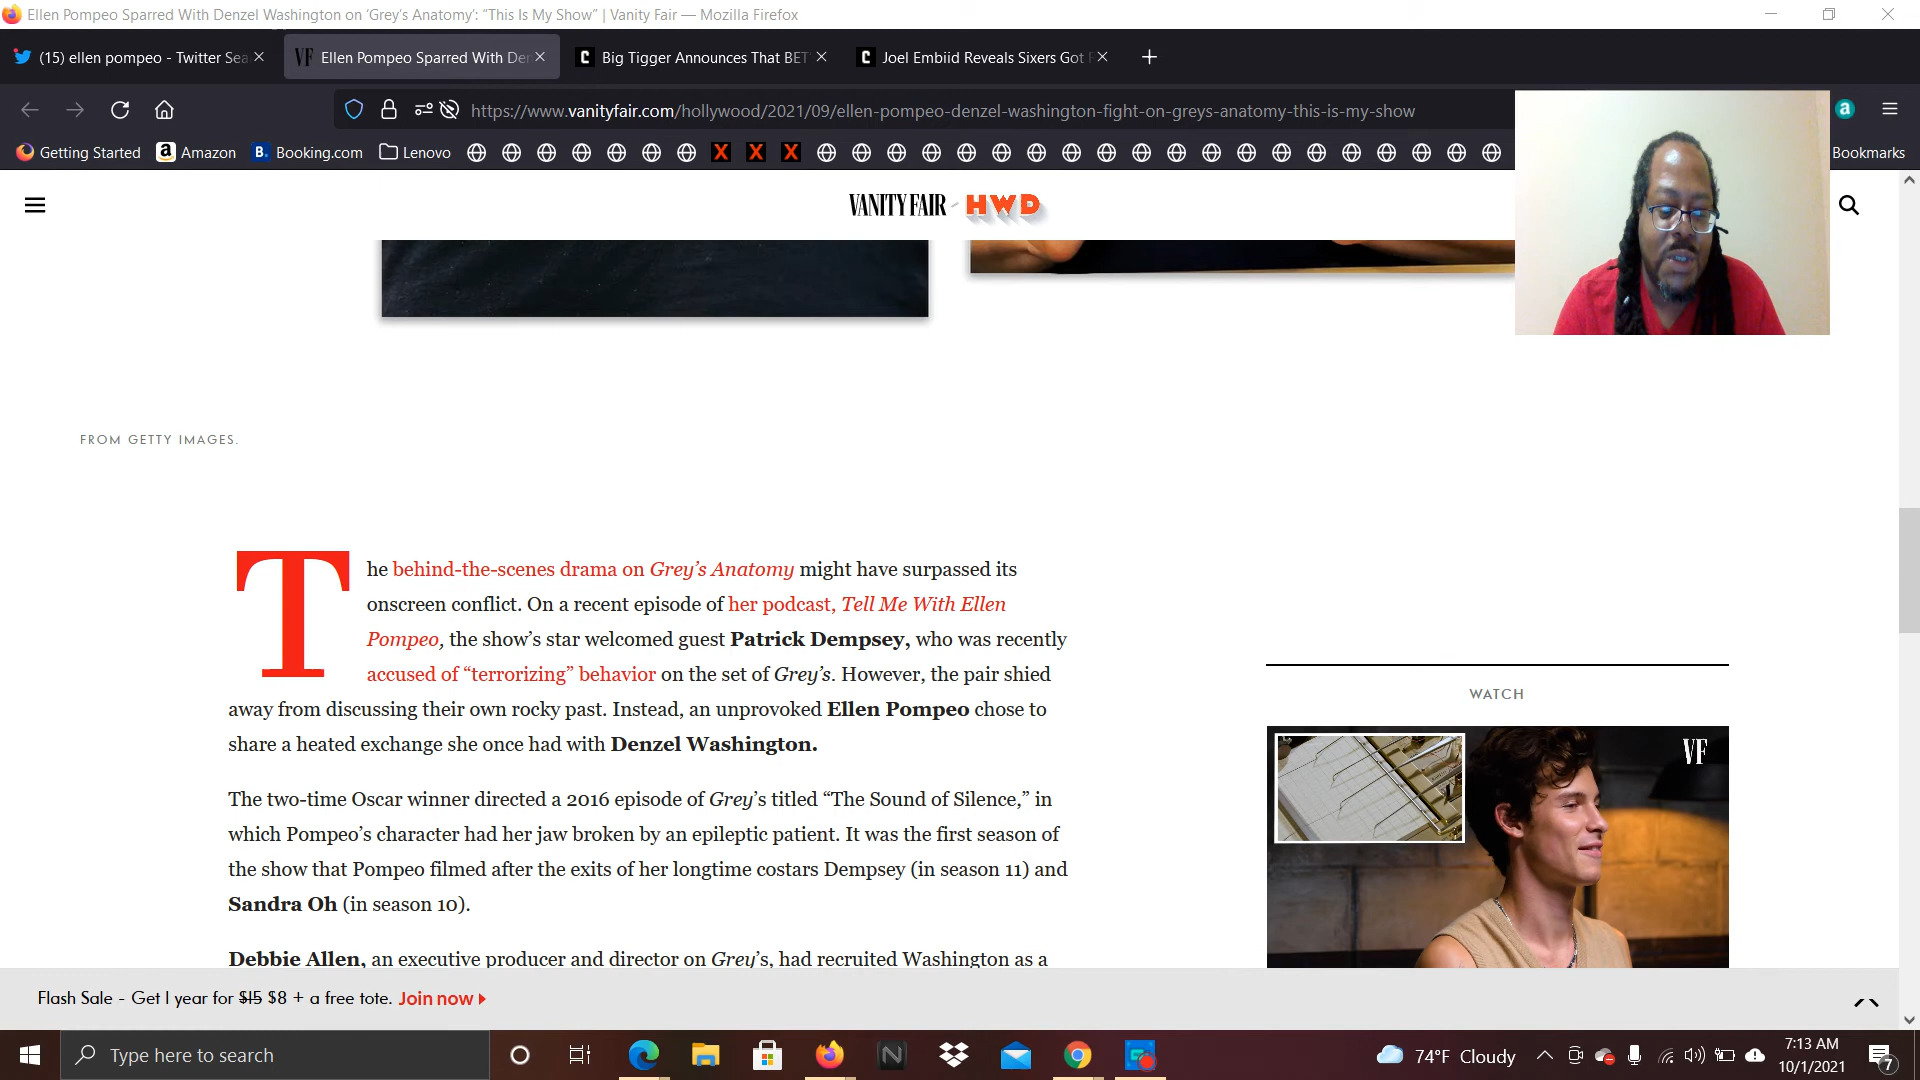 Ellen Pompeo Sparred With Denzel Washington on 'Grey's Anatomy': “This Is My Show” | Vanity Fair — Mozilla Firefox
(15) ellen pompeo - Twitter Sea
VF Ellen Pompeo Sparred With Den
C Big Tigger Announces That BET
C Joel Embiid Reveals Sixers Got F
https://www.vanityfair.com/hollywood/2021/09/ellen-pompeo-denzel-washington-fight-on-greys-anatomy-this-is-my-show
a
Getting Started
a Amazon
B. Booking.com
Lenovo
X X X
Bookmarks
VANITY FAIR - HWD
FROM GETTY IMAGES.
The behind-the-scenes drama on Grey’s Anatomy might have surpassed its
onscreen conflict. On a recent episode of her podcast, Tell Me With Ellen
Pompeo, the show’s star welcomed guest Patrick Dempsey, who was recently
accused of “terrorizing” behavior on the set of Grey’s. However, the pair shied
away from discussing their own rocky past. Instead, an unprovoked Ellen Pompeo chose to
share a heated exchange she once had with Denzel Washington.
The two-time Oscar winner directed a 2016 episode of Grey’s titled “The Sound of Silence,” in
which Pompeo’s character had her jaw broken by an epileptic patient. It was the first season of
the show that Pompeo filmed after the exits of her longtime costars Dempsey (in season 11) and
Sandra Oh (in season 10).
Debbie Allen, an executive producer and director on Grey’s, had recruited Washington as a
WATCH
VF
Flash Sale - Get 1 year for $15 $8 + a free tote. Join now
Type here to search
N
74°F Cloudy
7:13 AM
10/1/2021
7